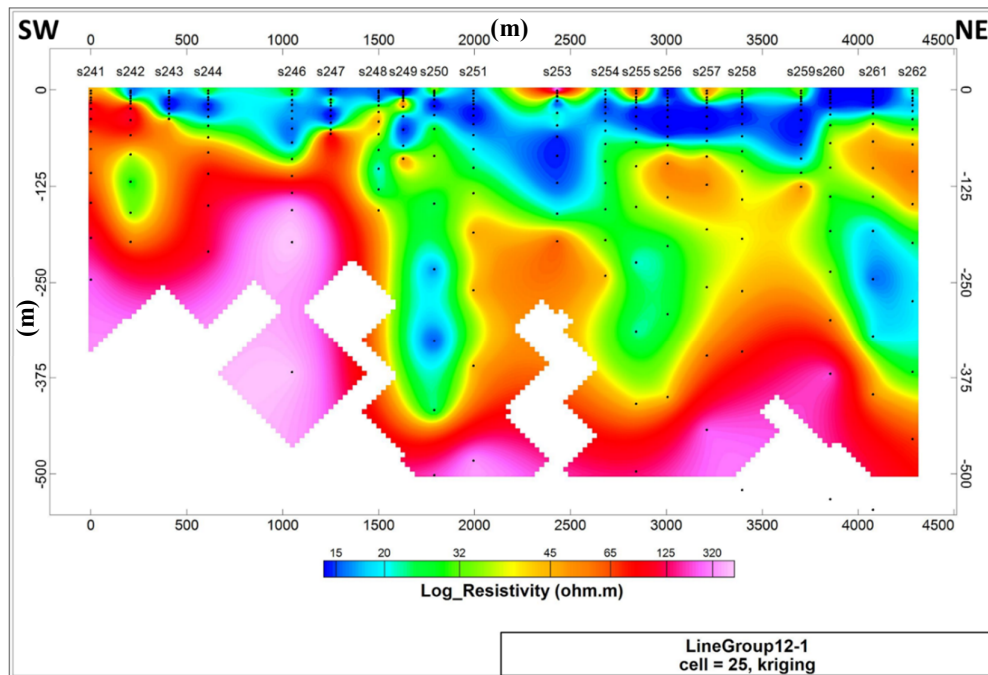 SW (m) NE
0 500 1000 1500 2000 2500 3000 3500 4000 4500
s241 s242 s243 s244 s246 s247 s248 s249 s250 s251 s253 s254 s255 s256 s257 s258 s259 s260 s261 s262
0 0
-125 -125
-250 -250
(m)
-375 -375
-500 -500
0 500 1000 1500 2000 2500 3000 3500 4000 4500
15 20 32 45 65 125 320
Log_Resistivity (ohm.m)
LineGroup12-1
cell = 25, kriging